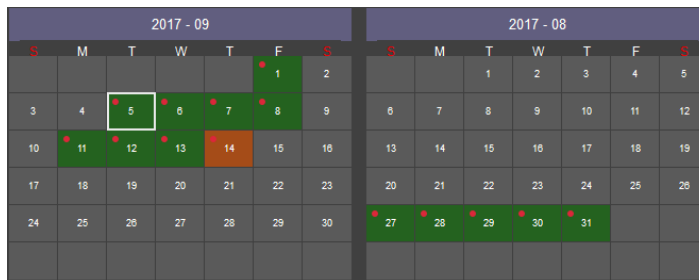 2017 - 09
S M T W T F S
1 2
3 4 5 6 7 8 9
10 11 12 13 14 15 16
17 18 19 20 21 22 23
24 25 26 27 28 29 30
2017 - 08
S M T W T F S
1 2 3 4 5
6 7 8 9 10 11 12
13 14 15 16 17 18 19
20 21 22 23 24 25 26
27 28 29 30 31